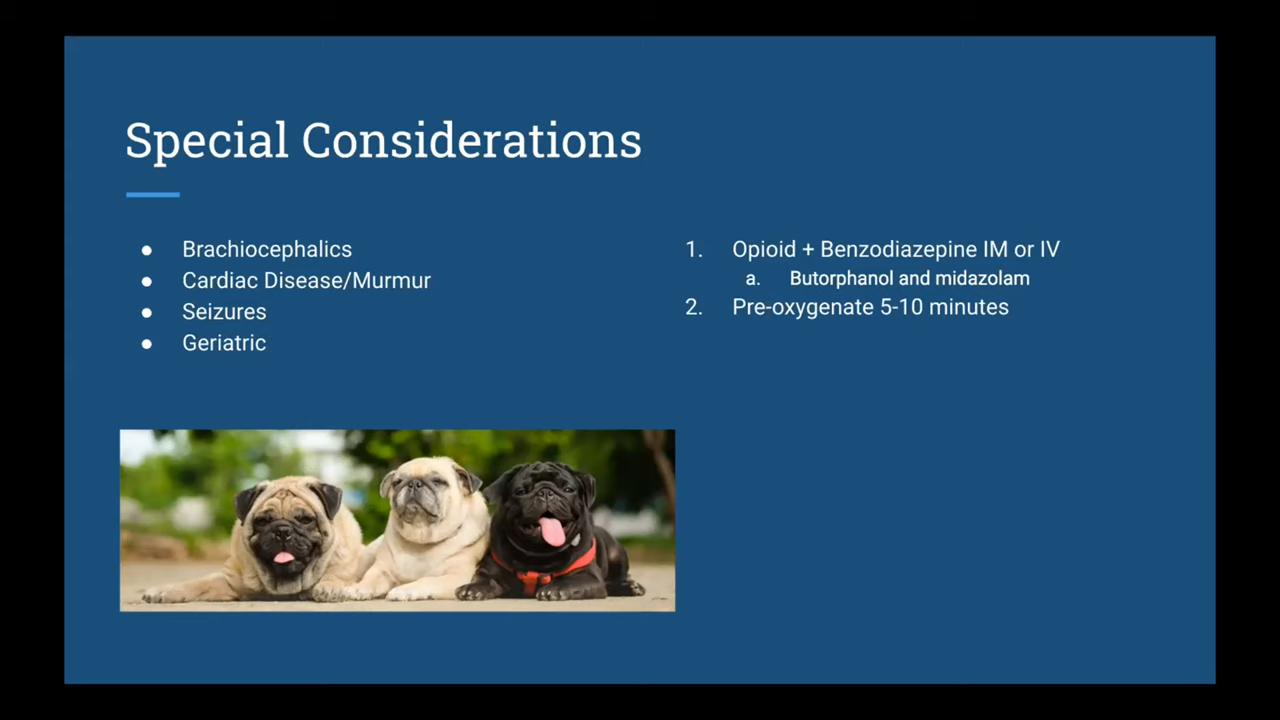 Special Considerations
● Brachiocephalics
● Cardiac Disease/Murmur
● Seizures
● Geriatric
1. Opioid + Benzodiazepine IM or IV
a. Butorphanol and midazolam
2. Pre-oxygenate 5-10 minutes